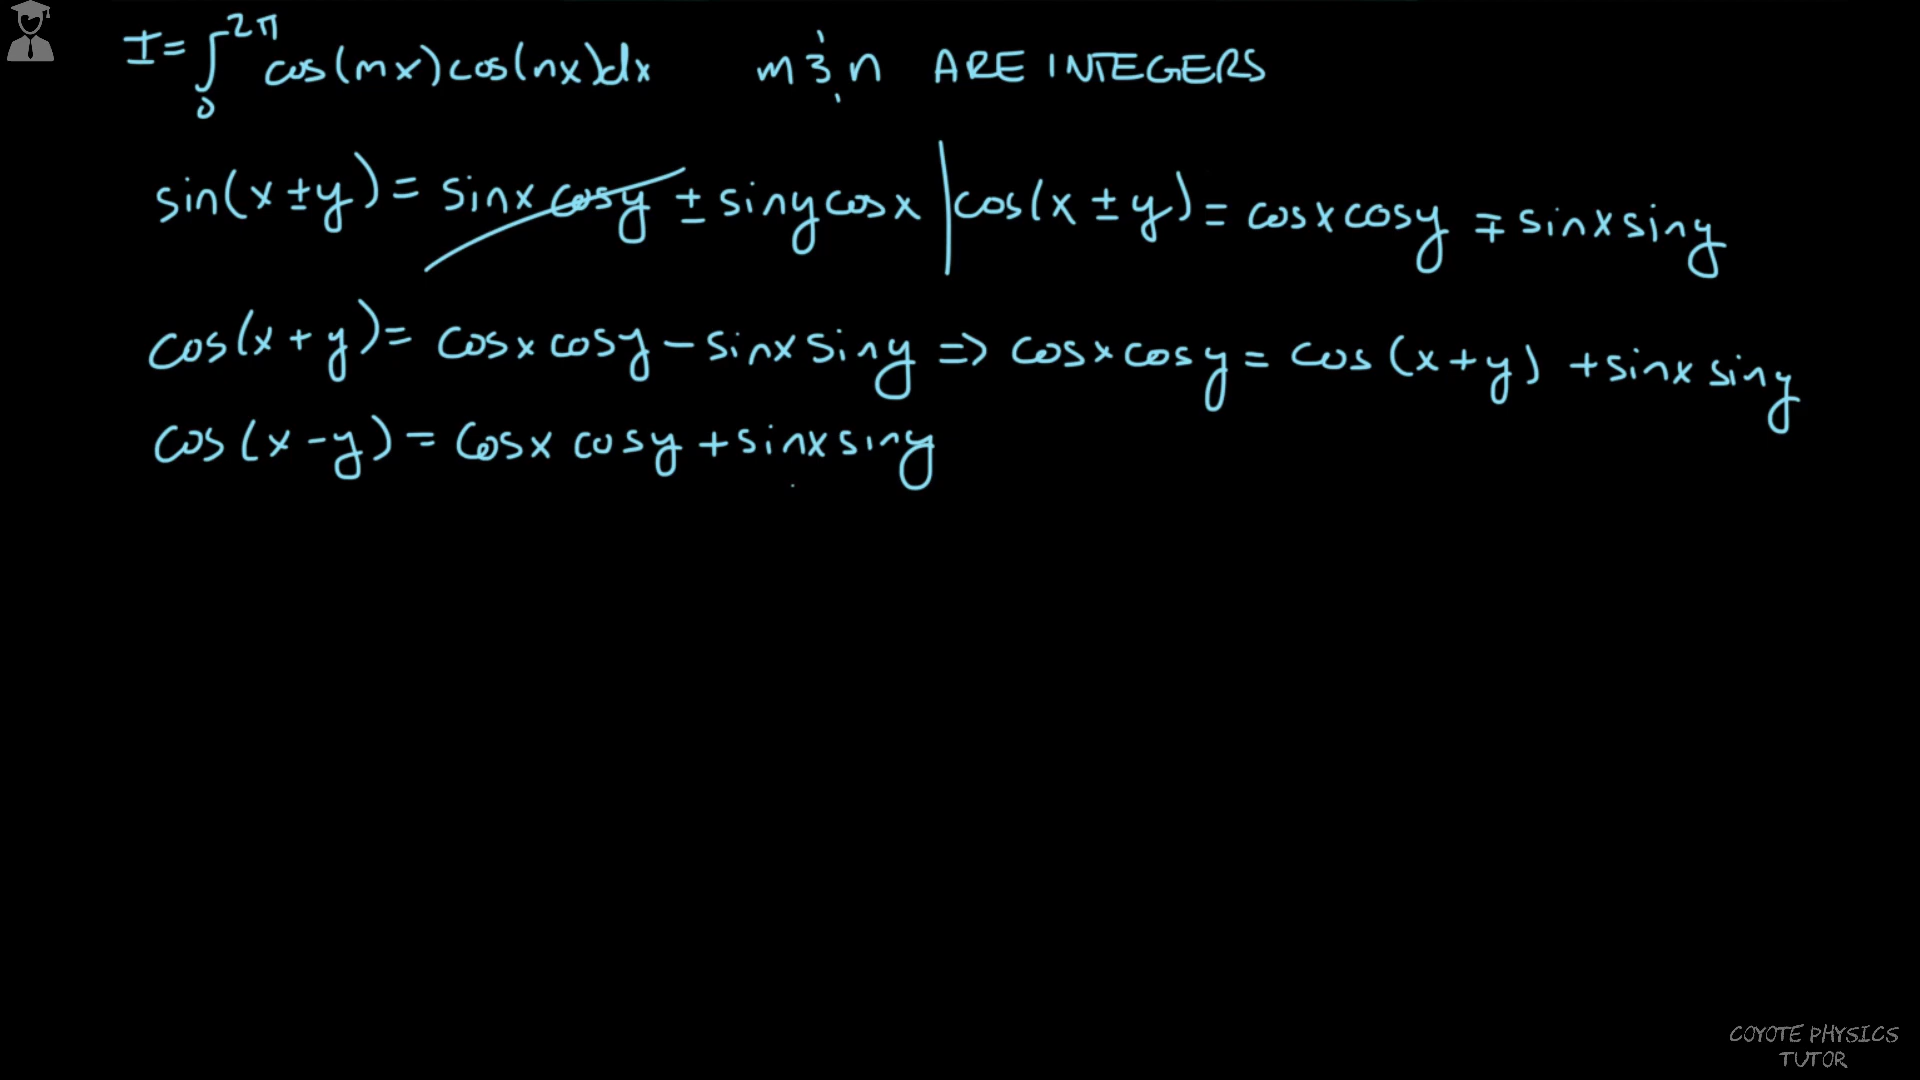 I = ∫₀^2π cos(mx)cos(nx)dx m & n ARE INTEGERS
sin(x ± y) = sinx cosy ± siny cosx | cos(x ± y) = cosx cosy ∓ sinx siny
cos(x + y) = cosx cosy - sinx siny => cosx cosy = cos(x+y) + sinx siny
cos(x - y) = cosx cosy + sinx siny
COYOTE PHYSICS
TUTOR